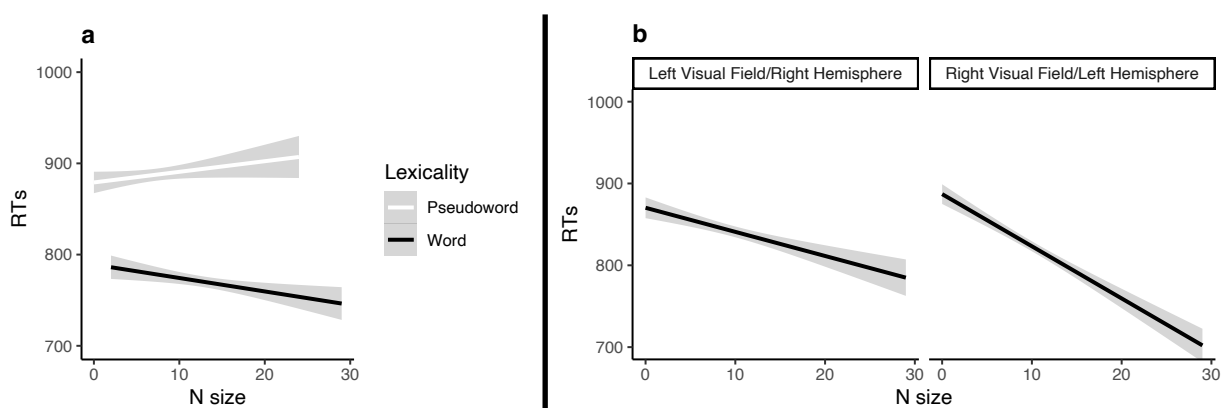 a
1000
900
800
700
RTs
0 10 20 30
N size
Lexicality
Pseudoword
Word
b
Left Visual Field/Right Hemisphere Right Visual Field/Left Hemisphere
1000
900
800
700
RTs
0 10 20 30 0 10 20 30
N size